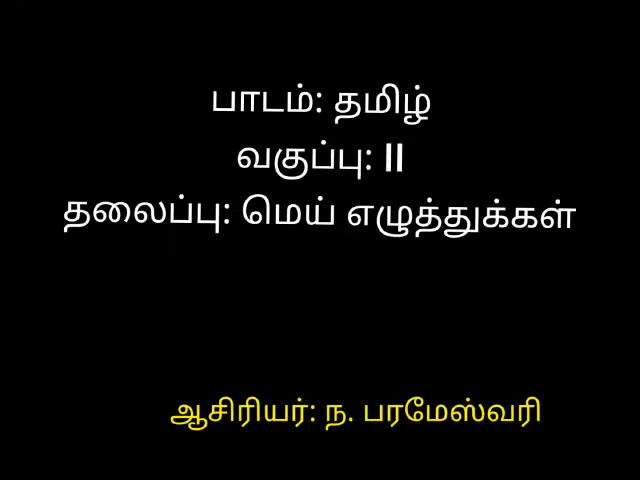 பாடம்: தமிழ்
வகுப்பு: II
தலைப்பு: மெய் எழுத்துக்கள்
ஆசிரியர்: ந. பரமேஸ்வரி